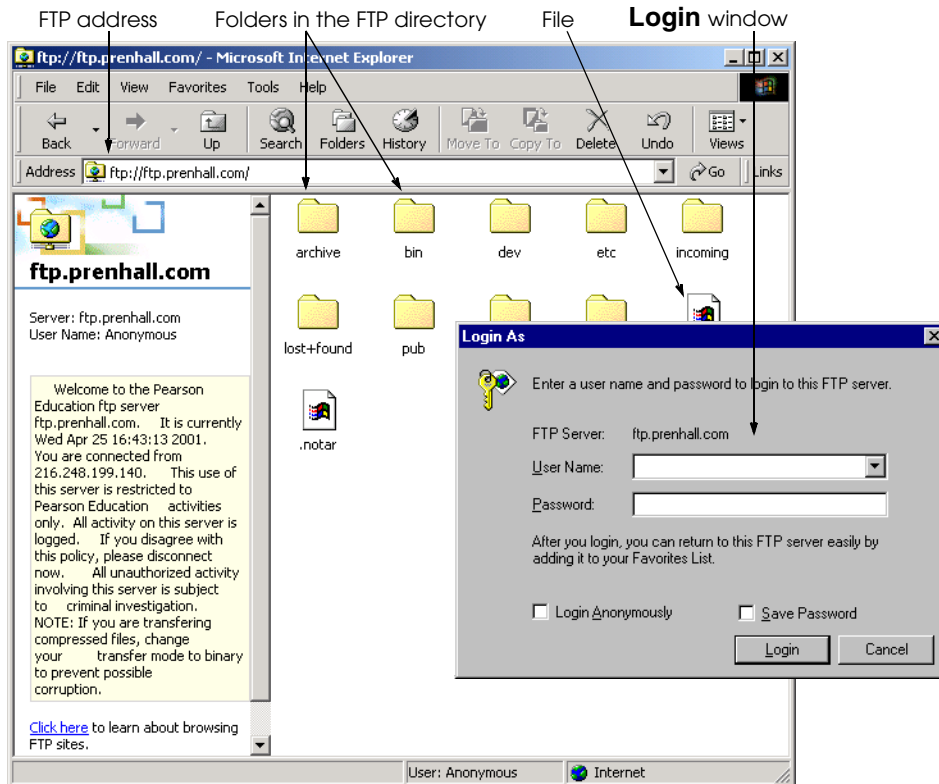 FTP address Folders in the FTP directory File Login window
ftp://ftp.prenhall.com/ - Microsoft Internet Explorer
File Edit View Favorites Tools Help
Back Forward Up Search Folders History Move To Copy To Delete Undo Views
Address ftp://ftp.prenhall.com/ Go Links
ftp.prenhall.com
Server: ftp.prenhall.com
User Name: Anonymous
Welcome to the Pearson
Education ftp server
ftp.prenhall.com. It is currently
Wed Apr 25 16:43:13 2001.
You are connected from
216.248.199.140. This use of
this server is restricted to
Pearson Education activities
only. All activity on this server is
logged. If you disagree with
this policy, please disconnect
now. All unauthorized activity
involving this server is subject
to criminal investigation.
NOTE: If you are transfering
compressed files, change
your transfer mode to binary
to prevent possible
corruption.
Click here to learn about browsing
FTP sites.
archive bin dev etc incoming
lost+found pub
.notar
Login As
Enter a user name and password to login to this FTP server.
FTP Server: ftp.prenhall.com
User Name:
Password:
After you login, you can return to this FTP server easily by
adding it to your Favorites List.
Login Anonymously Save Password
Login Cancel
User: Anonymous Internet